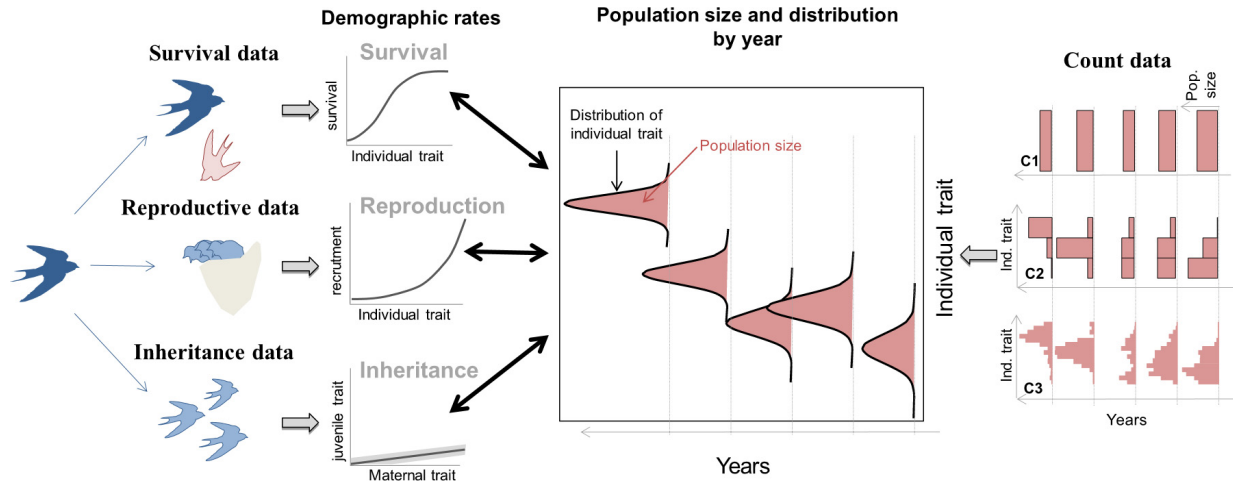 Demographic rates
Population size and distribution
by year
Survival data
Survival
survival
Individual trait
Reproductive data
Reproduction
recrutment
Individual trait
Inheritance data
Inheritance
juvenile trait
Maternal trait
Distribution of
individual trait
Population size
Individual trait
Years
Count data
Pop.
size
C1
Ind. trait
C2
Ind. trait
C3
Years